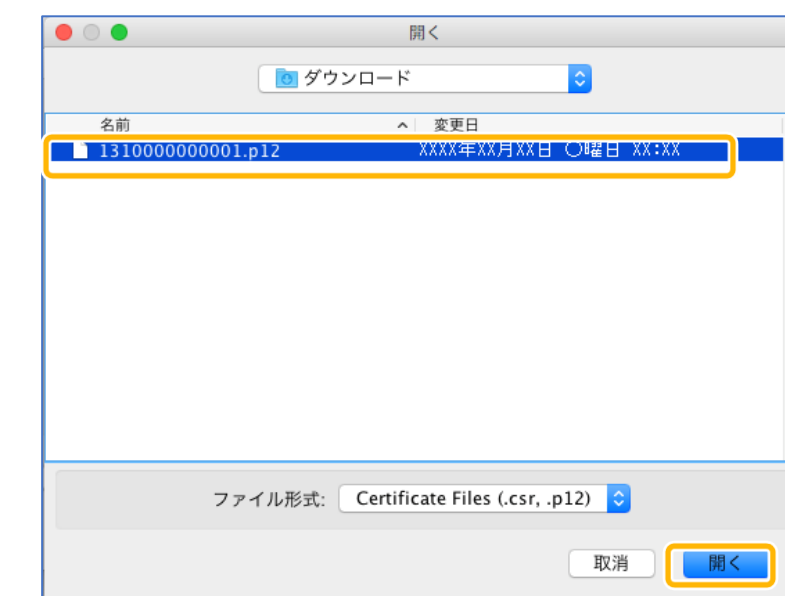 開く
ダウンロード
名前 変更日
1310000000001.p12 XXXX年XX月XX日 〇曜日 XX:XX
ファイル形式: Certificate Files (.csr, .p12)
取消 開く